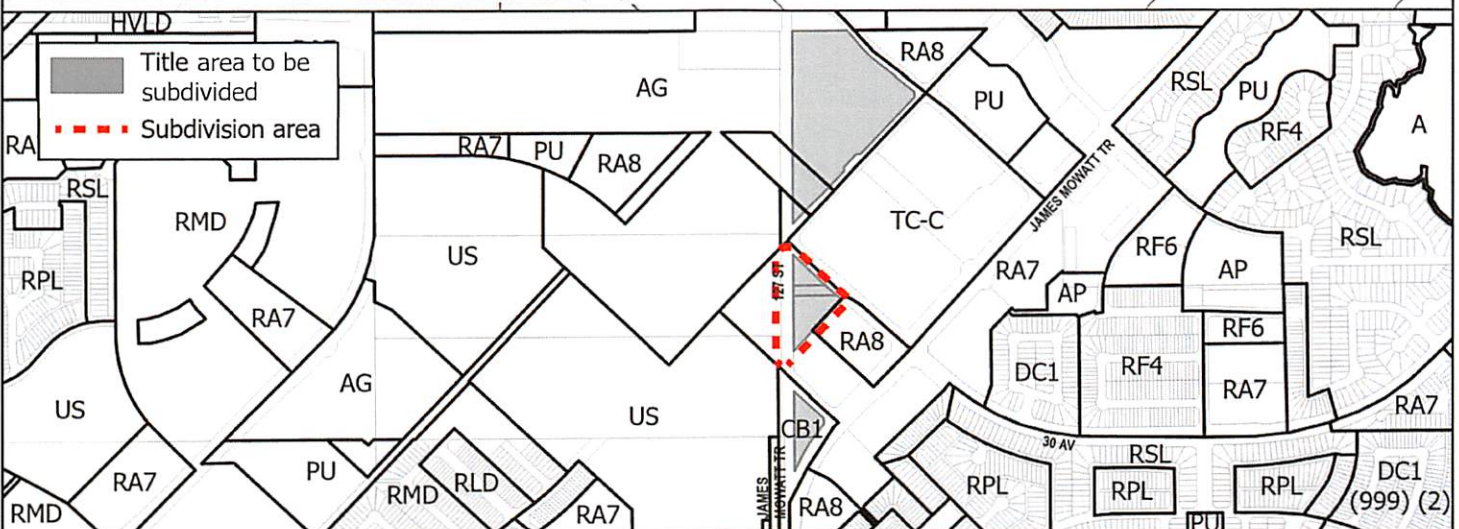 HVLD
Title area to be
subdivided
Subdivision area
RA
RSL
RMD
RPL
RA7
US
AG
RA7
PU
RA8
US
AG
RA7
US
RMD
PU
RMD
RLD
RA7
US
RA8
PU
TC-C
127 ST
RA8
CB1
JAMES
MOWATT TR
RA8
JAMES MOWATT TR
RSL
PU
RF4
A
RA7
RF6
AP
RSL
AP
DC1
RF4
RF6
RA7
RA7
30 AV
RSL
RPL
RPL
RPL
DC1
(999) (2)
PU